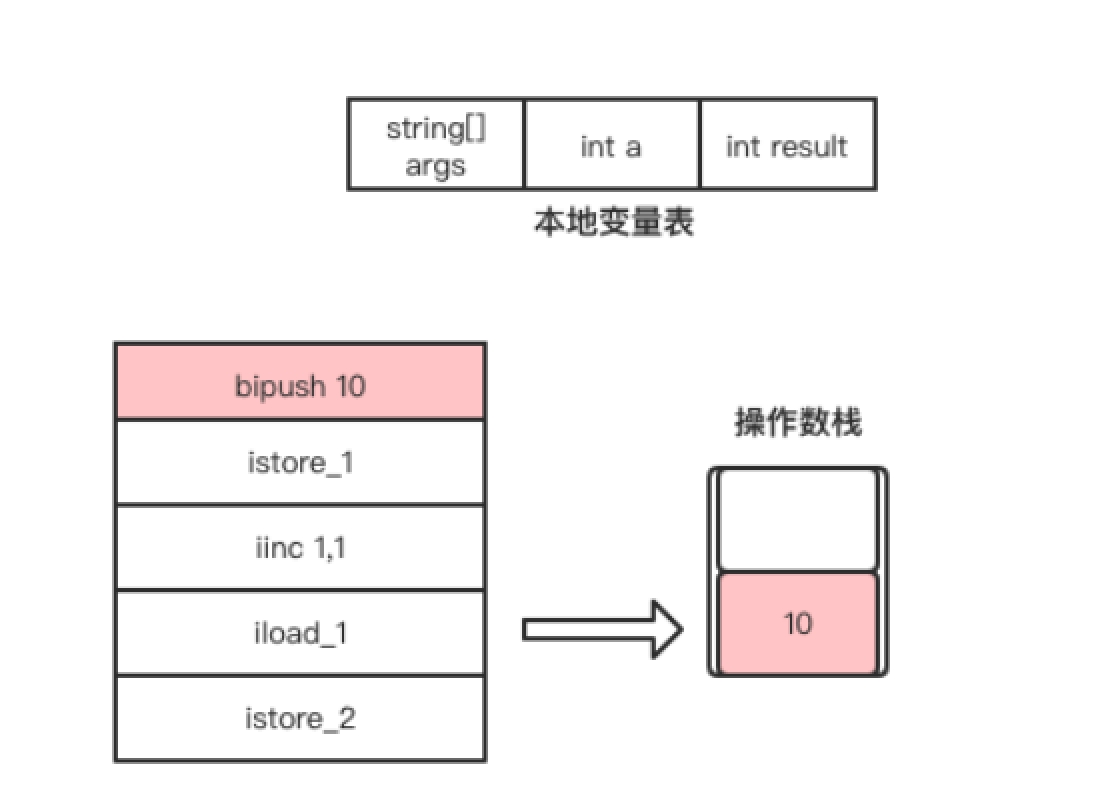 string[]
args
int a
int result
本地变量表
bipush 10
istore_1
iinc 1,1
iload_1
istore_2
操作数栈
10